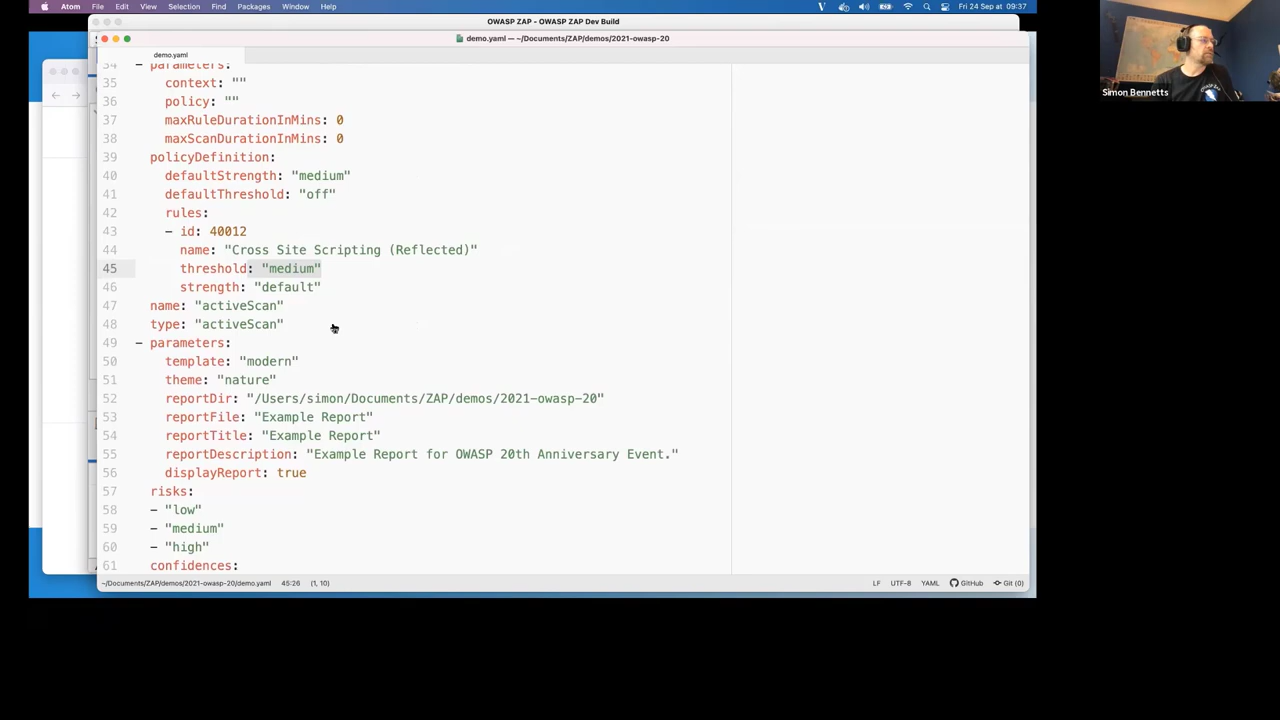 Atom File Edit View Selection Find Packages Window Help
Fri 24 Sep at 09:37
OWASP ZAP - OWASP ZAP Dev Build
demo.yaml — ~/Documents/ZAP/demos/2021-owasp-20
demo.yaml
34 - parameters:
35 context: ""
36 policy: ""
37 maxRuleDurationInMins: 0
38 maxScanDurationInMins: 0
39 policyDefinition:
40 defaultStrength: "medium"
41 defaultThreshold: "off"
42 rules:
43 - id: 40012
44 name: "Cross Site Scripting (Reflected)"
45 threshold: "medium"
46 strength: "default"
47 name: "activeScan"
48 type: "activeScan"
49 - parameters:
50 template: "modern"
51 theme: "nature"
52 reportDir: "/Users/simon/Documents/ZAP/demos/2021-owasp-20"
53 reportFile: "Example Report"
54 reportTitle: "Example Report"
55 reportDescription: "Example Report for OWASP 20th Anniversary Event."
56 displayReport: true
57 risks:
58 - "low"
59 - "medium"
60 - "high"
61 confidences:
~/Documents/ZAP/demos/2021-owasp-20/demo.yaml 45:26 (1, 10)
LF UTF-8 YAML GitHub Git (0)
OWASP ZAP
Simon Bennetts